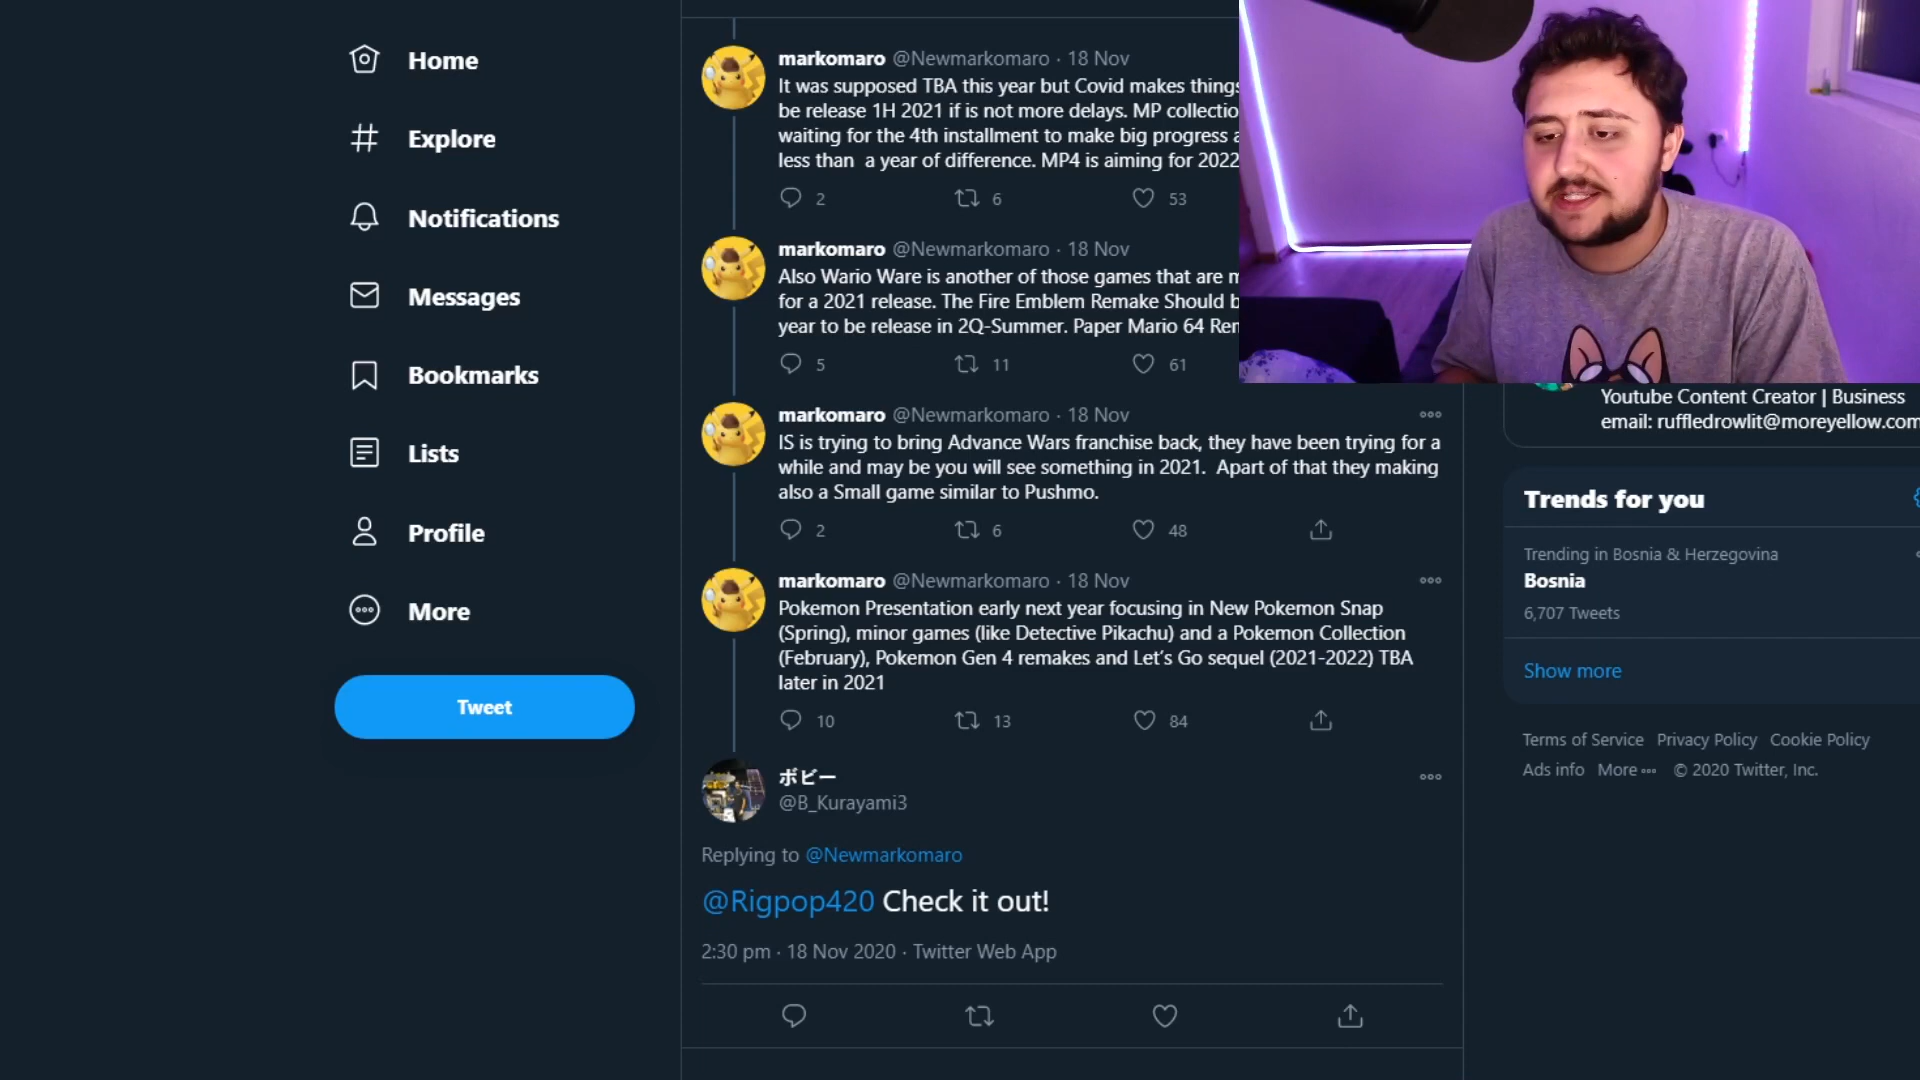 Home
Explore
Notifications
Messages
Bookmarks
Lists
Profile
More
Tweet
markomaro @Newmarkomaro · 18 Nov
It was supposed TBA this year but Covid makes things
be release 1H 2021 if is not more delays. MP collectio
waiting for the 4th installment to make big progress a
less than a year of difference. MP4 is aiming for 2022
2 6 53
markomaro @Newmarkomaro · 18 Nov
Also Wario Ware is another of those games that are m
for a 2021 release. The Fire Emblem Remake Should b
year to be release in 2Q-Summer. Paper Mario 64 Rem
5 11 61
markomaro @Newmarkomaro · 18 Nov
IS is trying to bring Advance Wars franchise back, they have been trying for a
while and may be you will see something in 2021. Apart of that they making
also a Small game similar to Pushmo.
2 6 48
markomaro @Newmarkomaro · 18 Nov
Pokemon Presentation early next year focusing in New Pokemon Snap
(Spring), minor games (like Detective Pikachu) and a Pokemon Collection
(February), Pokemon Gen 4 remakes and Let’s Go sequel (2021-2022) TBA
later in 2021
10 13 84
ボビー
@B_Kurayami3
Replying to @Newmarkomaro
@Rigpop420 Check it out!
2:30 pm · 18 Nov 2020 · Twitter Web App
Youtube Content Creator | Business
email: ruffledrowlit@moreyellow.com
Trends for you
Trending in Bosnia & Herzegovina
Bosnia
6,707 Tweets
Show more
Terms of Service Privacy Policy Cookie Policy
Ads info More © 2020 Twitter, Inc.